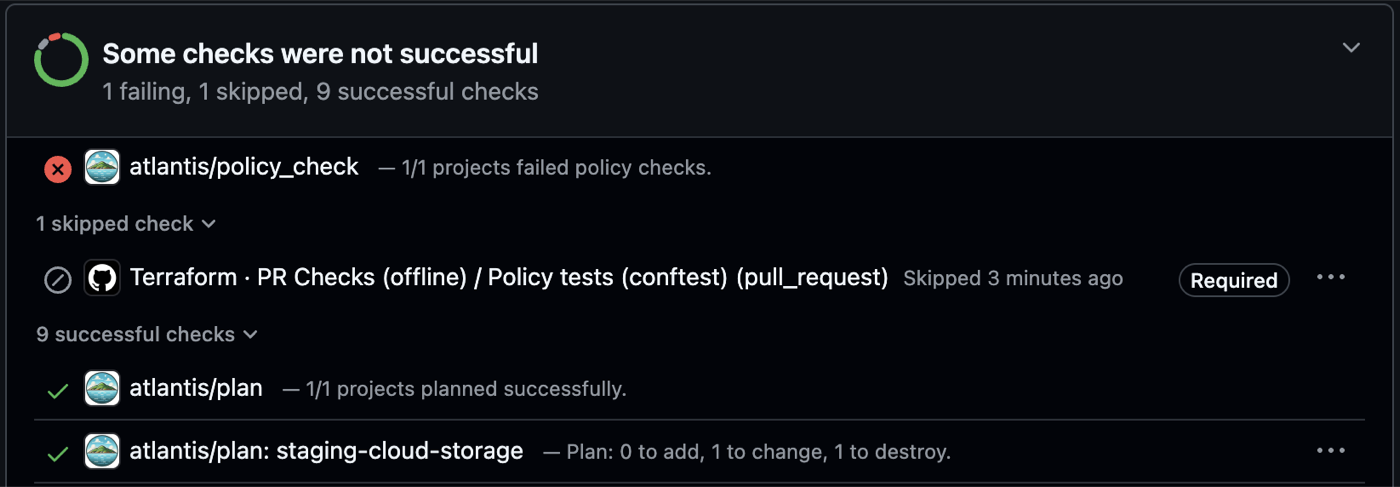 Some checks were not successful
1 failing, 1 skipped, 9 successful checks
atlantis/policy_check — 1/1 projects failed policy checks.
1 skipped check
Terraform · PR Checks (offline) / Policy tests (conftest) (pull_request) Skipped 3 minutes ago Required
9 successful checks
atlantis/plan — 1/1 projects planned successfully.
atlantis/plan: staging-cloud-storage — Plan: 0 to add, 1 to change, 1 to destroy.